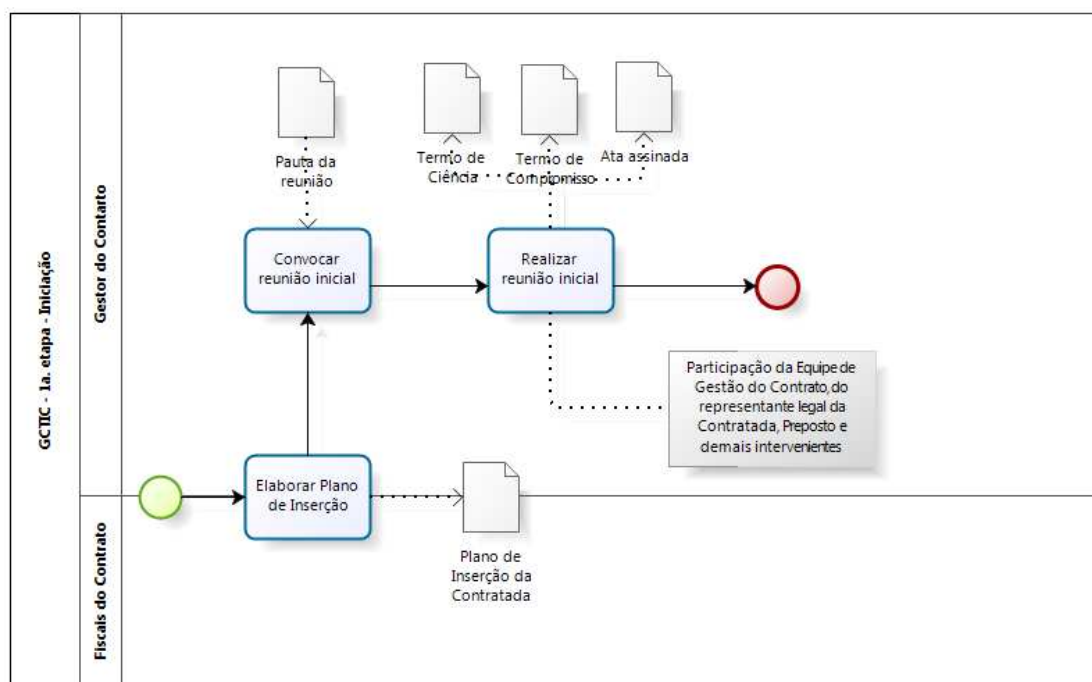 GCTIC - 1a. etapa - Iniciação
Gestor do Contarto
Pauta da
reunião
Termo de
Ciência
Termo de
Compromisso
Ata assinada
Convocar
reunião inicial
Realizar
reunião inicial
Participação da Equipe de
Gestão do Contrato, do
representante legal da
Contratada, Preposto e
demais intervenientes
Fiscais do Contrato
Elaborar Plano
de Inserção
Plano de
Inserção da
Contratada